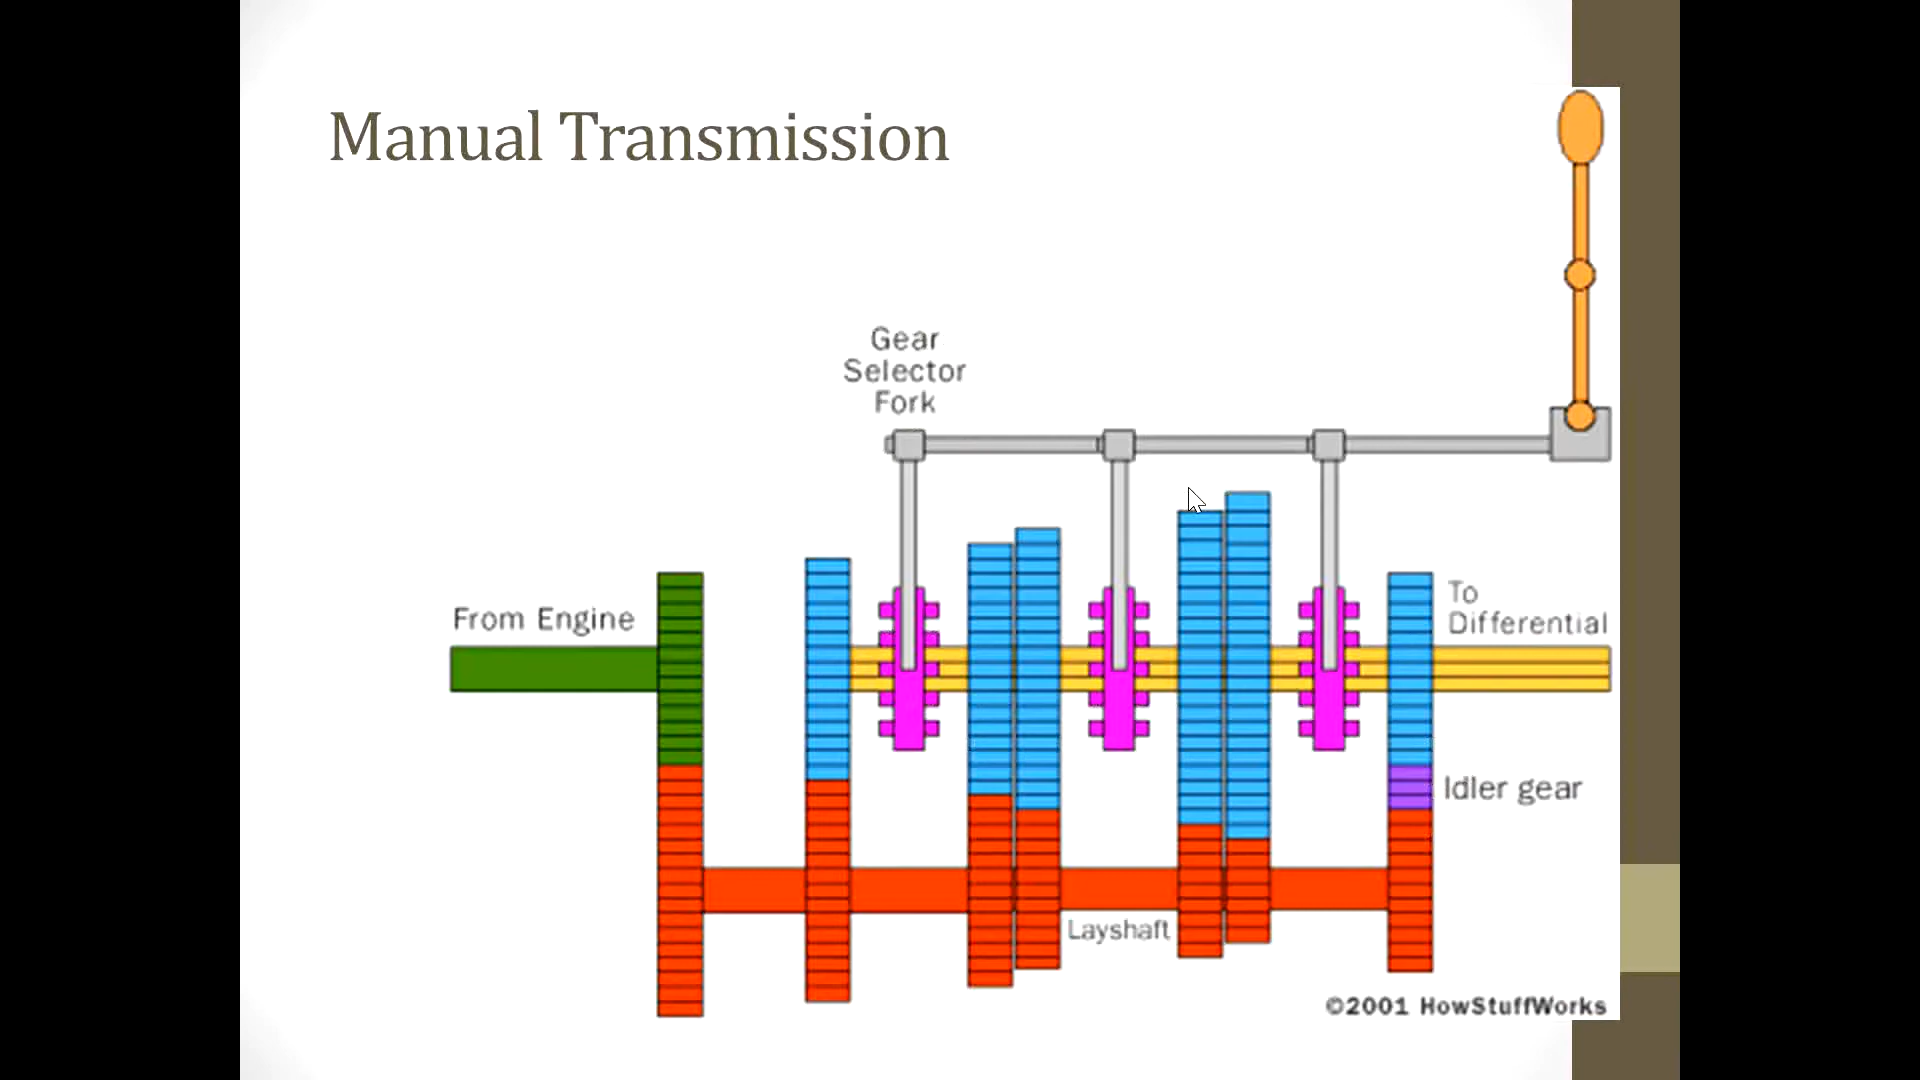 Manual Transmission
Gear
Selector
Fork
From Engine
To
Differential
Idler gear
Layshaft
©2001 HowStuffWorks